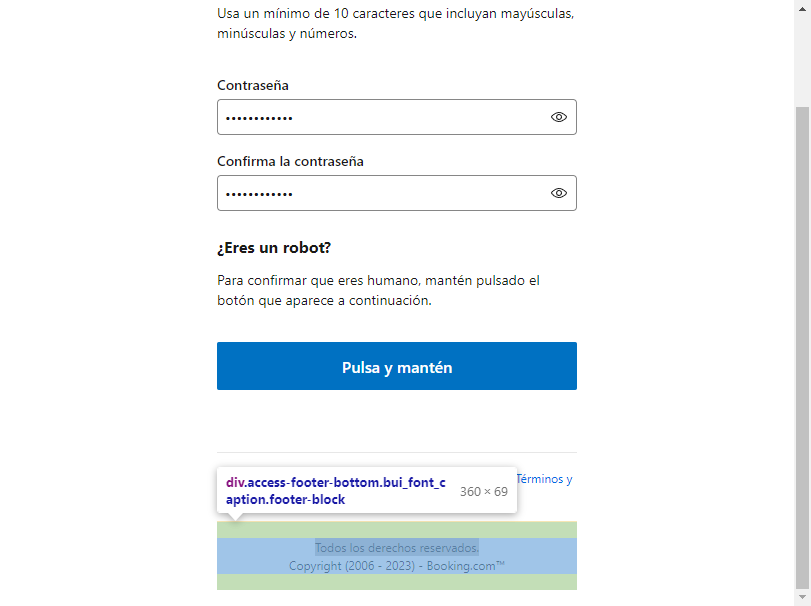 Usa un mínimo de 10 caracteres que incluyan mayúsculas,
minúsculas y números.
Contraseña
••••••••••••
Confirma la contraseña
••••••••••••
¿Eres un robot?
Para confirmar que eres humano, mantén pulsado el
botón que aparece a continuación.
Pulsa y mantén
Términos y
div.access-footer-bottom.bui_font_c
aption.footer-block
360 × 69
Todos los derechos reservados.
Copyright (2006 - 2023) - Booking.com™